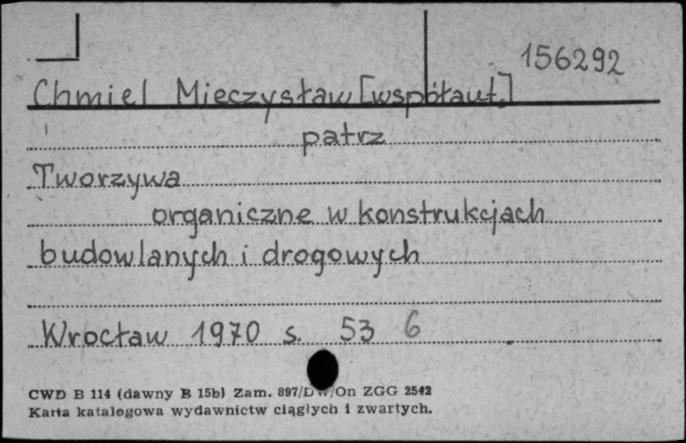 156292
Chmiel Mieczysław [współaut.]
patrz
Tworzywa
organiczne w konstrukcjach
budowlanych i drogowych
Wrocław 1970 s. 53 6
CWD B 114 (dawny B 15b) Zam. 897/DW/On ZGG 2542
Karta katalogowa wydawnictw ciągłych i zwartych.